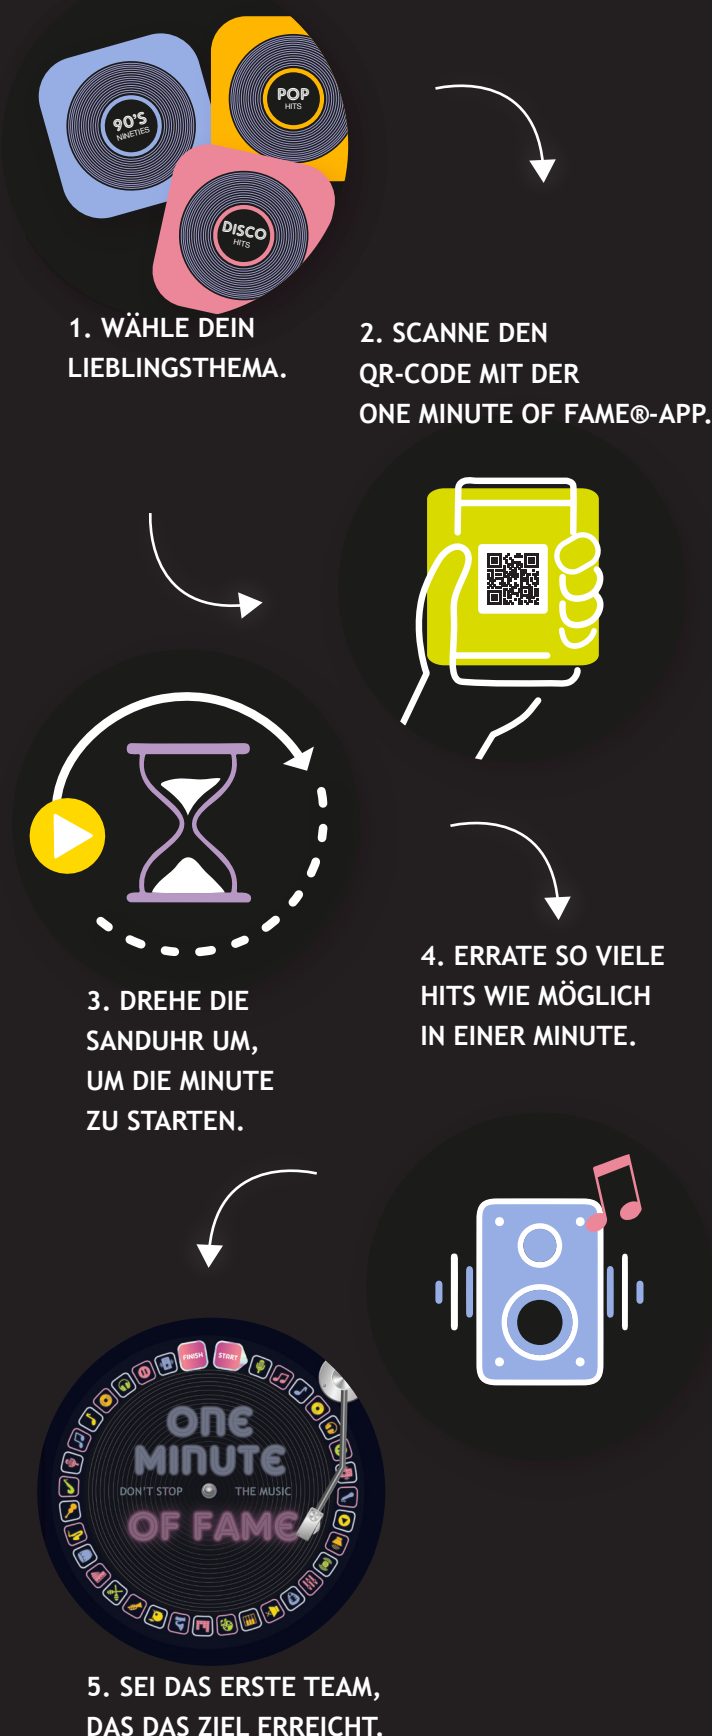 90'S
NINETIES
POP
HITS
DISCO
HITS
1. WÄHLE DEIN
LIEBLINGSTHEMA.
2. SCANNE DEN
QR-CODE MIT DER
ONE MINUTE OF FAME®-APP.
3. DREHE DIE
SANDUHR UM,
UM DIE MINUTE
ZU STARTEN.
4. ERRATE SO VIELE
HITS WIE MÖGLICH
IN EINER MINUTE.
FINISH
START
ONE
MINUTE
DON'T STOP THE MUSIC
OF FAME
5. SEI DAS ERSTE TEAM,
DAS DAS ZIEL ERREICHT.